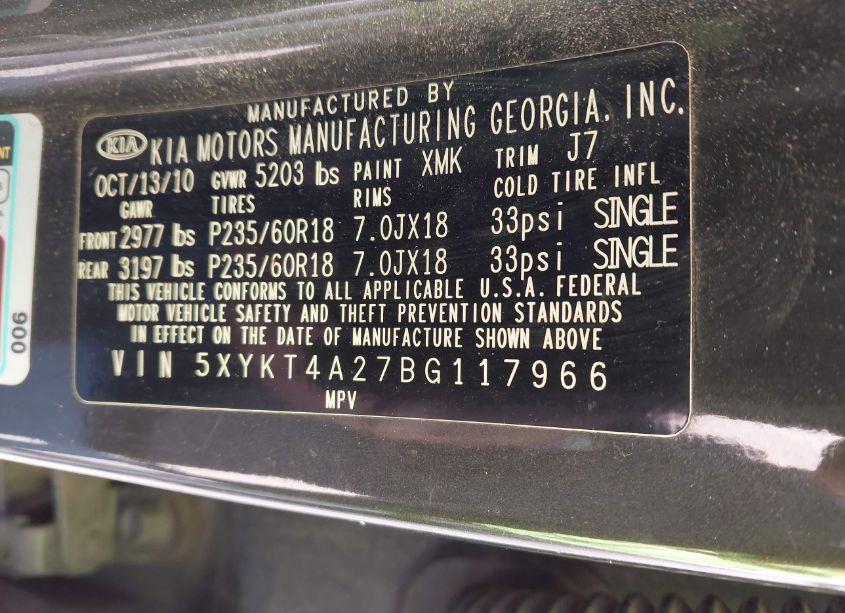 MANUFACTURED BY
KIA KIA MOTORS MANUFACTURING GEORGIA, INC.
OCT/13/10 GVWR 5203 lbs PAINT XMK TRIM J7
GAWR TIRES RIMS COLD TIRE INFL
FRONT 2977 lbs P235/60R18 7.0JX18 33psi SINGLE
REAR 3197 lbs P235/60R18 7.0JX18 33psi SINGLE
THIS VEHICLE CONFORMS TO ALL APPLICABLE U.S.A. FEDERAL
MOTOR VEHICLE SAFETY AND THEFT PREVENTION STANDARDS
IN EFFECT ON THE DATE OF MANUFACTURE SHOWN ABOVE
VIN 5XYKT4A27BG117966
MPV
006